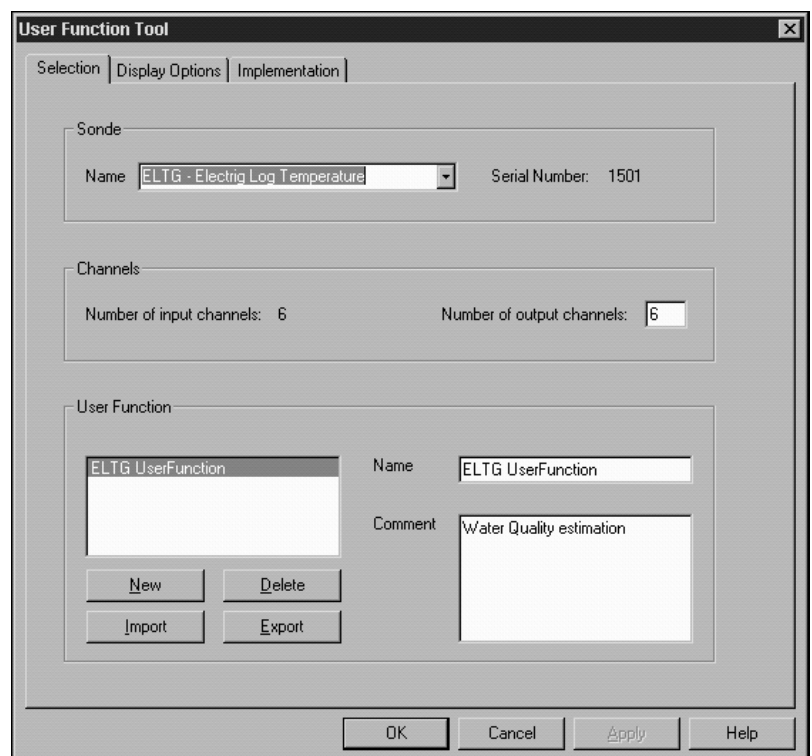 User Function Tool
Selection Display Options Implementation
Sonde
Name ELTG - Electrig Log Temperature Serial Number: 1501
Channels
Number of input channels: 6 Number of output channels: 6
User Function
ELTG UserFunction Name ELTG UserFunction
Comment Water Quality estimation
New Delete
Import Export
OK Cancel Apply Help